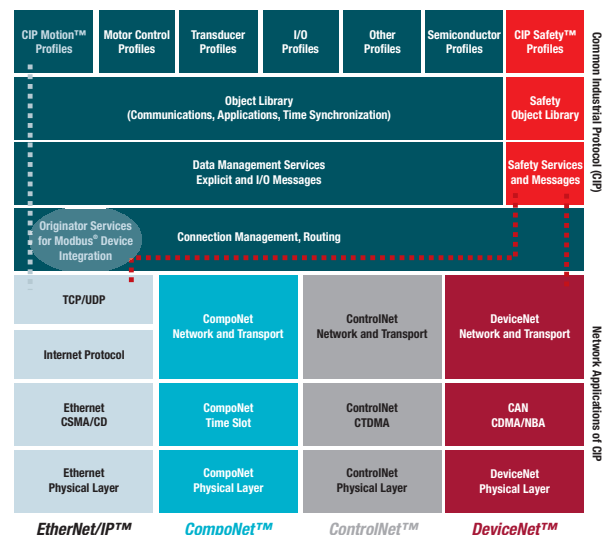 CIP Motion™
Profiles
Motor Control
Profiles
Transducer
Profiles
I/O
Profiles
Other
Profiles
Semiconductor
Profiles
CIP Safety™
Profiles
Common Industrial Protocol (CIP)
Object Library
(Communications, Applications, Time Synchronization)
Safety
Object Library
Data Management Services
Explicit and I/O Messages
Safety Services
and Messages
Originator Services
for Modbus® Device
Integration
Connection Management, Routing
TCP/UDP
Internet Protocol
CompoNet
Network and Transport
ControlNet
Network and Transport
DeviceNet
Network and Transport
Network Applications of CIP
Ethernet
CSMA/CD
CompoNet
Time Slot
ControlNet
CTDMA
CAN
CDMA/NBA
Ethernet
Physical Layer
CompoNet
Physical Layer
ControlNet
Physical Layer
DeviceNet
Physical Layer
EtherNet/IP™
CompoNet™
ControlNet™
DeviceNet™